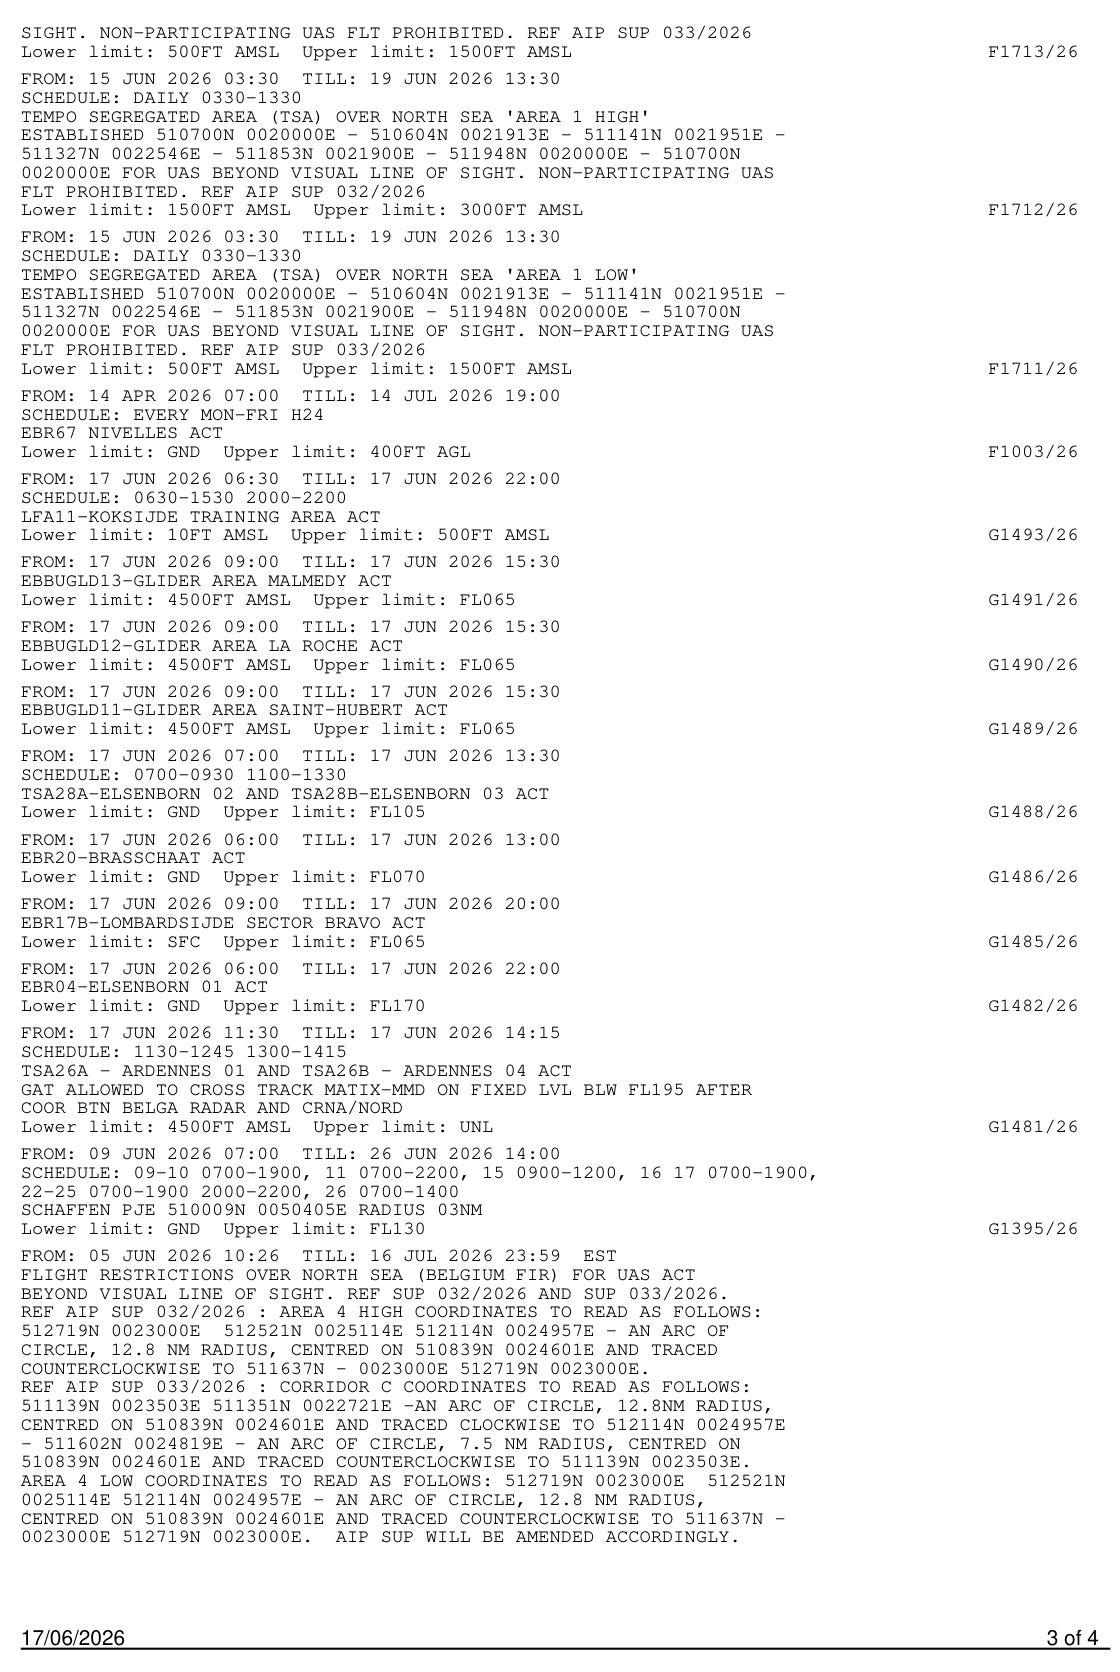 SIGHT. NON-PARTICIPATING UAS FLT PROHIBITED. REF AIP SUP 033/2026
Lower limit: 500FT AMSL  Upper limit: 1500FT AMSL F1713/26
FROM: 15 JUN 2026 03:30  TILL: 19 JUN 2026 13:30
SCHEDULE: DAILY 0330-1330
TEMPO SEGREGATED AREA (TSA) OVER NORTH SEA 'AREA 1 HIGH'
ESTABLISHED 510700N 0020000E - 510604N 0021913E - 511141N 0021951E -
511327N 0022546E - 511853N 0021900E - 511948N 0020000E - 510700N
0020000E FOR UAS BEYOND VISUAL LINE OF SIGHT. NON-PARTICIPATING UAS
FLT PROHIBITED. REF AIP SUP 032/2026
Lower limit: 1500FT AMSL  Upper limit: 3000FT AMSL F1712/26
FROM: 15 JUN 2026 03:30  TILL: 19 JUN 2026 13:30
SCHEDULE: DAILY 0330-1330
TEMPO SEGREGATED AREA (TSA) OVER NORTH SEA 'AREA 1 LOW'
ESTABLISHED 510700N 0020000E - 510604N 0021913E - 511141N 0021951E -
511327N 0022546E - 511853N 0021900E - 511948N 0020000E - 510700N
0020000E FOR UAS BEYOND VISUAL LINE OF SIGHT. NON-PARTICIPATING UAS
FLT PROHIBITED. REF AIP SUP 033/2026
Lower limit: 500FT AMSL  Upper limit: 1500FT AMSL F1711/26
FROM: 14 APR 2026 07:00  TILL: 14 JUL 2026 19:00
SCHEDULE: EVERY MON-FRI H24
EBR67 NIVELLES ACT
Lower limit: GND  Upper limit: 400FT AGL F1003/26
FROM: 17 JUN 2026 06:30  TILL: 17 JUN 2026 22:00
SCHEDULE: 0630-1530 2000-2200
LFA11-KOKSIJDE TRAINING AREA ACT
Lower limit: 10FT AMSL  Upper limit: 500FT AMSL G1493/26
FROM: 17 JUN 2026 09:00  TILL: 17 JUN 2026 15:30
EBBUGLD13-GLIDER AREA MALMEDY ACT
Lower limit: 4500FT AMSL  Upper limit: FL065 G1491/26
FROM: 17 JUN 2026 09:00  TILL: 17 JUN 2026 15:30
EBBUGLD12-GLIDER AREA LA ROCHE ACT
Lower limit: 4500FT AMSL  Upper limit: FL065 G1490/26
FROM: 17 JUN 2026 09:00  TILL: 17 JUN 2026 15:30
EBBUGLD11-GLIDER AREA SAINT-HUBERT ACT
Lower limit: 4500FT AMSL  Upper limit: FL065 G1489/26
FROM: 17 JUN 2026 07:00  TILL: 17 JUN 2026 13:30
SCHEDULE: 0700-0930 1100-1330
TSA28A-ELSENBORN 02 AND TSA28B-ELSENBORN 03 ACT
Lower limit: GND  Upper limit: FL105 G1488/26
FROM: 17 JUN 2026 06:00  TILL: 17 JUN 2026 13:00
EBR20-BRASSCHAAT ACT
Lower limit: GND  Upper limit: FL070 G1486/26
FROM: 17 JUN 2026 09:00  TILL: 17 JUN 2026 20:00
EBR17B-LOMBARDSIJDE SECTOR BRAVO ACT
Lower limit: SFC  Upper limit: FL065 G1485/26
FROM: 17 JUN 2026 06:00  TILL: 17 JUN 2026 22:00
EBR04-ELSENBORN 01 ACT
Lower limit: GND  Upper limit: FL170 G1482/26
FROM: 17 JUN 2026 11:30  TILL: 17 JUN 2026 14:15
SCHEDULE: 1130-1245 1300-1415
TSA26A - ARDENNES 01 AND TSA26B - ARDENNES 04 ACT
GAT ALLOWED TO CROSS TRACK MATIX-MMD ON FIXED LVL BLW FL195 AFTER
COOR BTN BELGA RADAR AND CRNA/NORD
Lower limit: 4500FT AMSL  Upper limit: UNL G1481/26
FROM: 09 JUN 2026 07:00  TILL: 26 JUN 2026 14:00
SCHEDULE: 09-10 0700-1900, 11 0700-2200, 15 0900-1200, 16 17 0700-1900,
22-25 0700-1900 2000-2200, 26 0700-1400
SCHAFFEN PJE 510009N 0050405E RADIUS 03NM
Lower limit: GND  Upper limit: FL130 G1395/26
FROM: 05 JUN 2026 10:26  TILL: 16 JUL 2026 23:59  EST
FLIGHT RESTRICTIONS OVER NORTH SEA (BELGIUM FIR) FOR UAS ACT
BEYOND VISUAL LINE OF SIGHT. REF SUP 032/2026 AND SUP 033/2026.
REF AIP SUP 032/2026 : AREA 4 HIGH COORDINATES TO READ AS FOLLOWS:
512719N 0023000E  512521N 0025114E 512114N 0024957E - AN ARC OF
CIRCLE, 12.8 NM RADIUS, CENTRED ON 510839N 0024601E AND TRACED
COUNTERCLOCKWISE TO 511637N - 0023000E 512719N 0023000E.
REF AIP SUP 033/2026 : CORRIDOR C COORDINATES TO READ AS FOLLOWS:
511139N 0023503E 511351N 0022721E -AN ARC OF CIRCLE, 12.8NM RADIUS,
CENTRED ON 510839N 0024601E AND TRACED CLOCKWISE TO 512114N 0024957E
- 511602N 0024819E - AN ARC OF CIRCLE, 7.5 NM RADIUS, CENTRED ON
510839N 0024601E AND TRACED COUNTERCLOCKWISE TO 511139N 0023503E.
AREA 4 LOW COORDINATES TO READ AS FOLLOWS: 512719N 0023000E  512521N
0025114E 512114N 0024957E - AN ARC OF CIRCLE, 12.8 NM RADIUS,
CENTRED ON 510839N 0024601E AND TRACED COUNTERCLOCKWISE TO 511637N -
0023000E 512719N 0023000E.  AIP SUP WILL BE AMENDED ACCORDINGLY.
17/06/2026 3 of 4